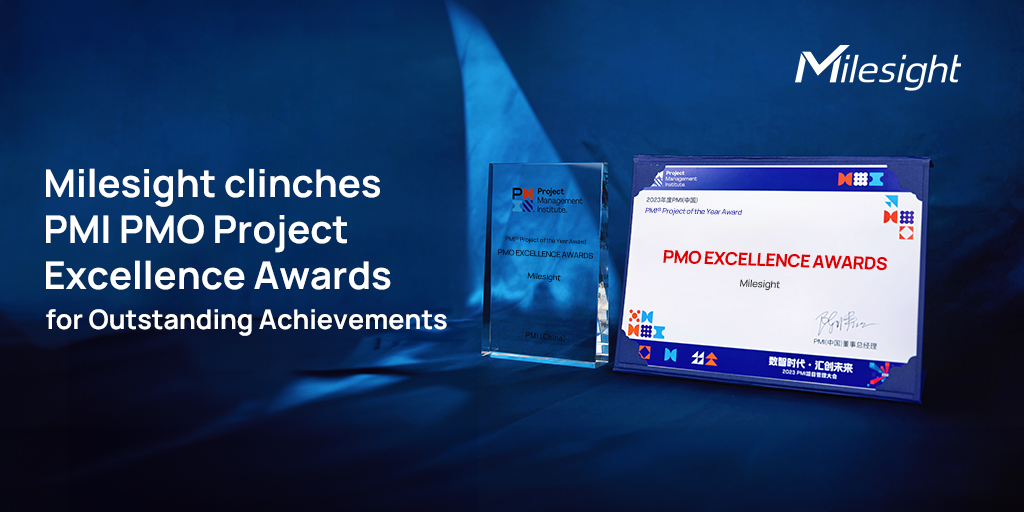 Milesight
Milesight clinches
PMI PMO Project
Excellence Awards
for Outstanding Achievements
Project
Management
Institute.
PMI® Project of the Year Award
PMO EXCELLENCE AWARDS
Milesight
PMI (China)
Project
Management
Institute.
2023年度PMI(中国)
PMI® Project of the Year Award
PMO EXCELLENCE AWARDS
Milesight
PMI(中国)董事总经理
数智时代·汇创未来
2023 PMI项目管理大会